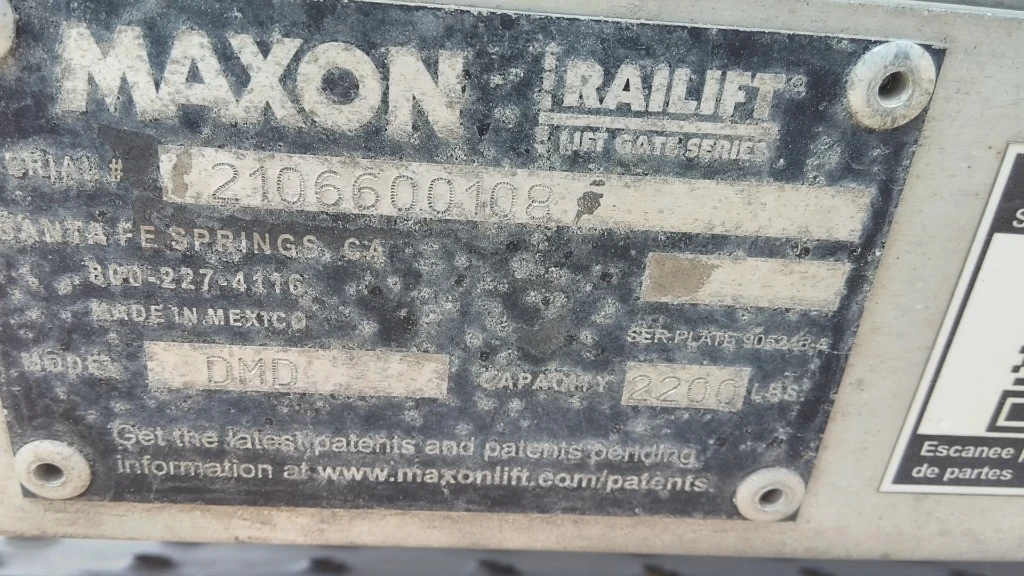 MAXON
RAILIFT®
LIFT GATE SERIES
SERIAL # 2106600108
SANTA FE SPRINGS, CA
800-227-4116
MADE IN MEXICO
SER-PLATE
MODEL DMD CAPACITY 2200 LBS
Get the latest patents and patents pending
information at www.maxonlift.com/patents
Escanee
de partes